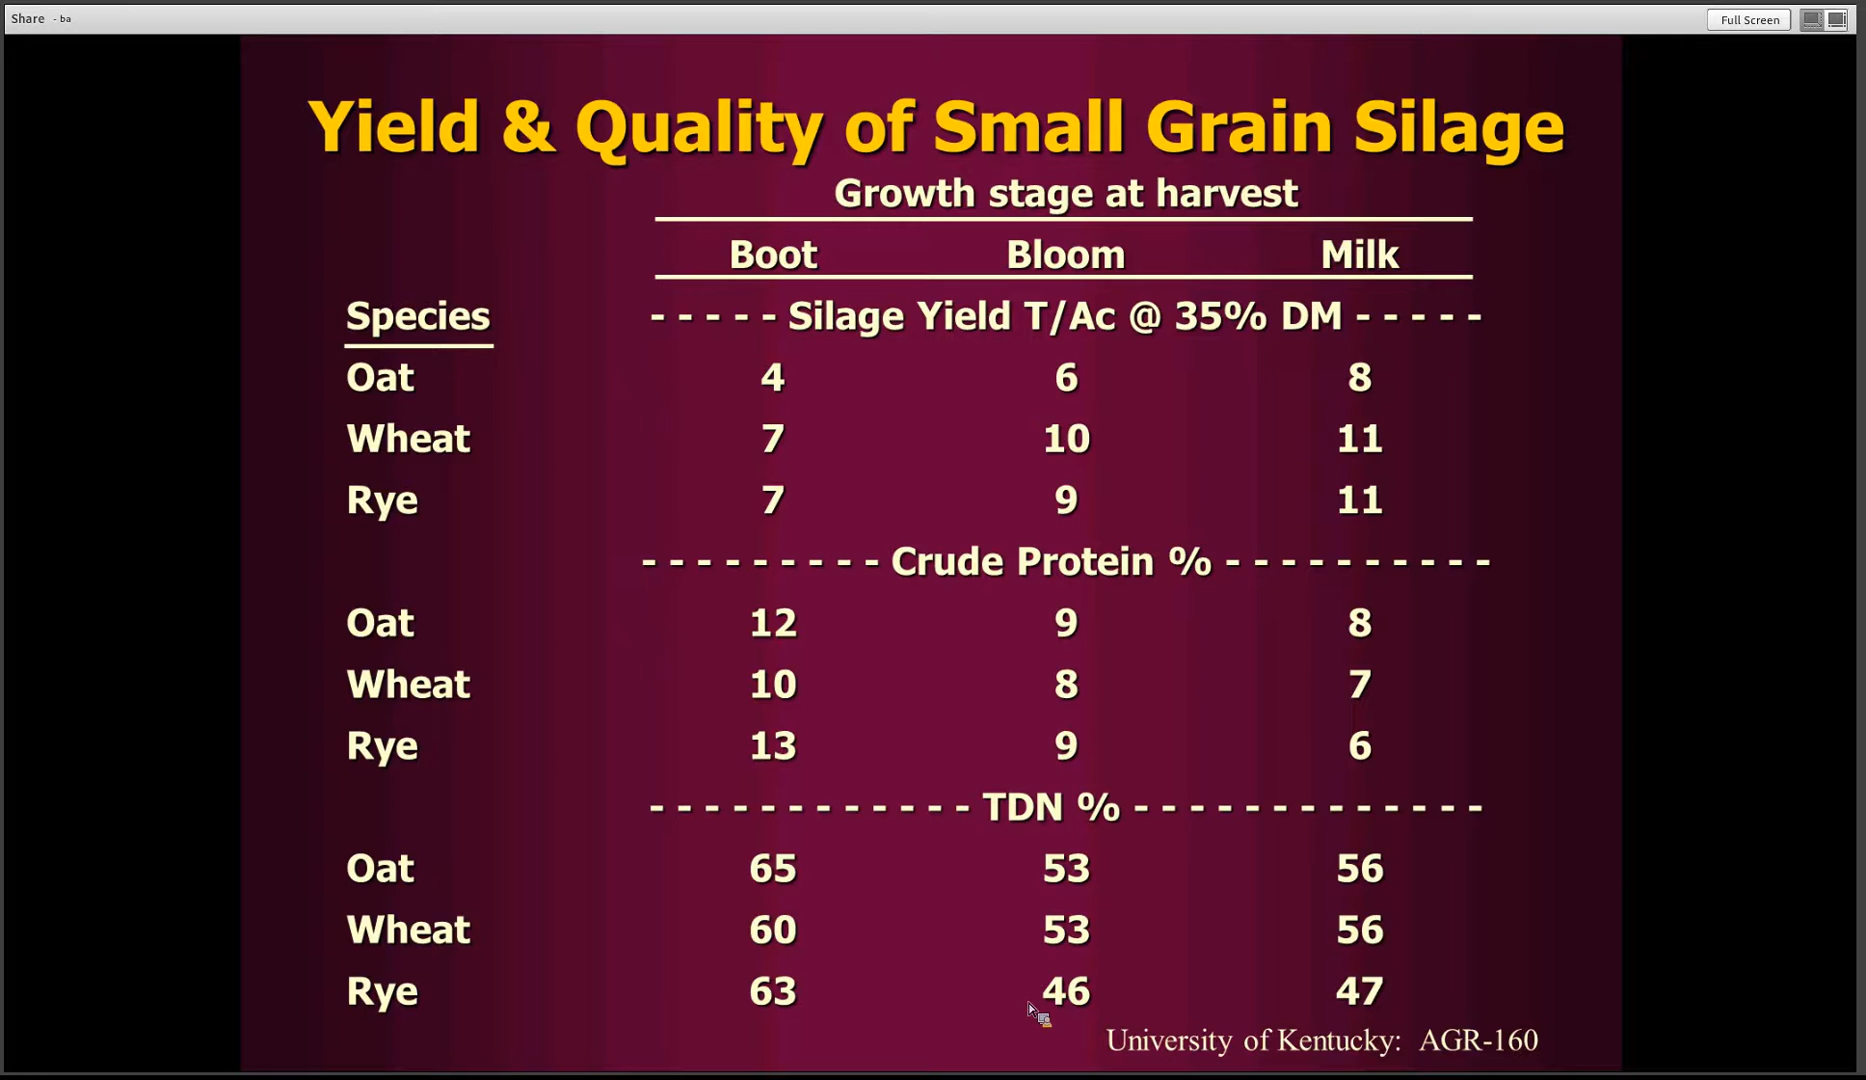 Share - ba
Full Screen
Yield & Quality of Small Grain Silage
Growth stage at harvest
Boot Bloom Milk
Species - - - - - Silage Yield T/Ac @ 35% DM - - - - -
Oat 4 6 8
Wheat 7 10 11
Rye 7 9 11
- - - - - - - - - Crude Protein % - - - - - - - - - -
Oat 12 9 8
Wheat 10 8 7
Rye 13 9 6
- - - - - - - - - - - - TDN % - - - - - - - - - - - - -
Oat 65 53 56
Wheat 60 53 56
Rye 63 46 47
University of Kentucky: AGR-160